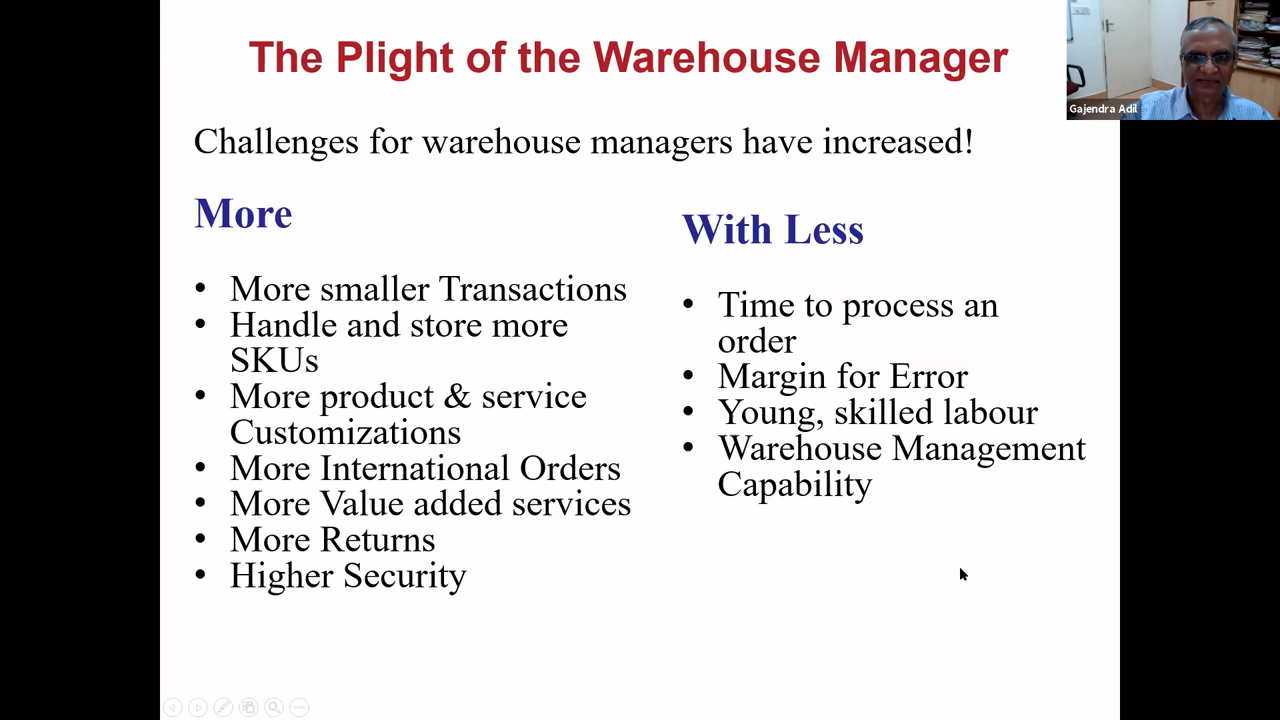 The Plight of the Warehouse Manager
Gajendra Adil
Challenges for warehouse managers have increased!
More
• More smaller Transactions
• Handle and store more
SKUs
• More product & service
Customizations
• More International Orders
• More Value added services
• More Returns
• Higher Security
With Less
• Time to process an
order
• Margin for Error
• Young, skilled labour
• Warehouse Management
Capability